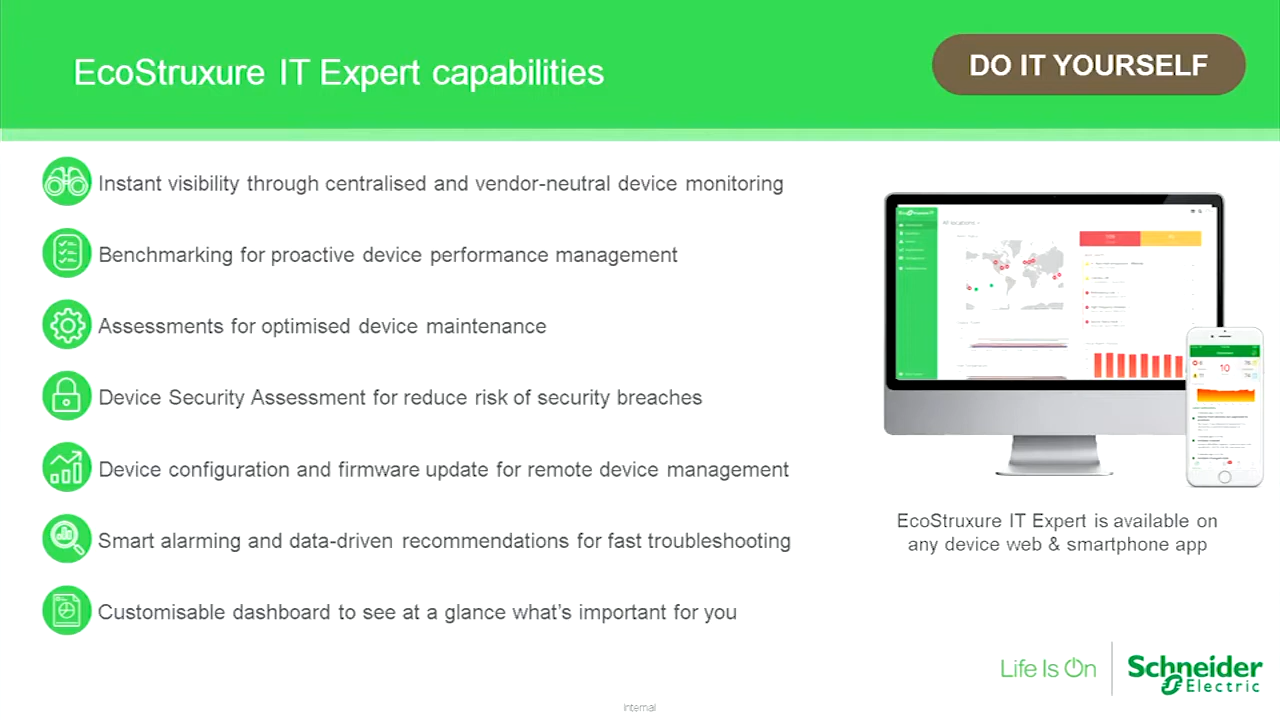 EcoStruxure IT Expert capabilities
DO IT YOURSELF
Instant visibility through centralised and vendor-neutral device monitoring
Benchmarking for proactive device performance management
Assessments for optimised device maintenance
Device Security Assessment for reduce risk of security breaches
Device configuration and firmware update for remote device management
Smart alarming and data-driven recommendations for fast troubleshooting
Customisable dashboard to see at a glance what's important for you
All locations
10
EcoStruxure IT Expert is available on
any device web & smartphone app
Life Is On
Schneider
Electric
Internal